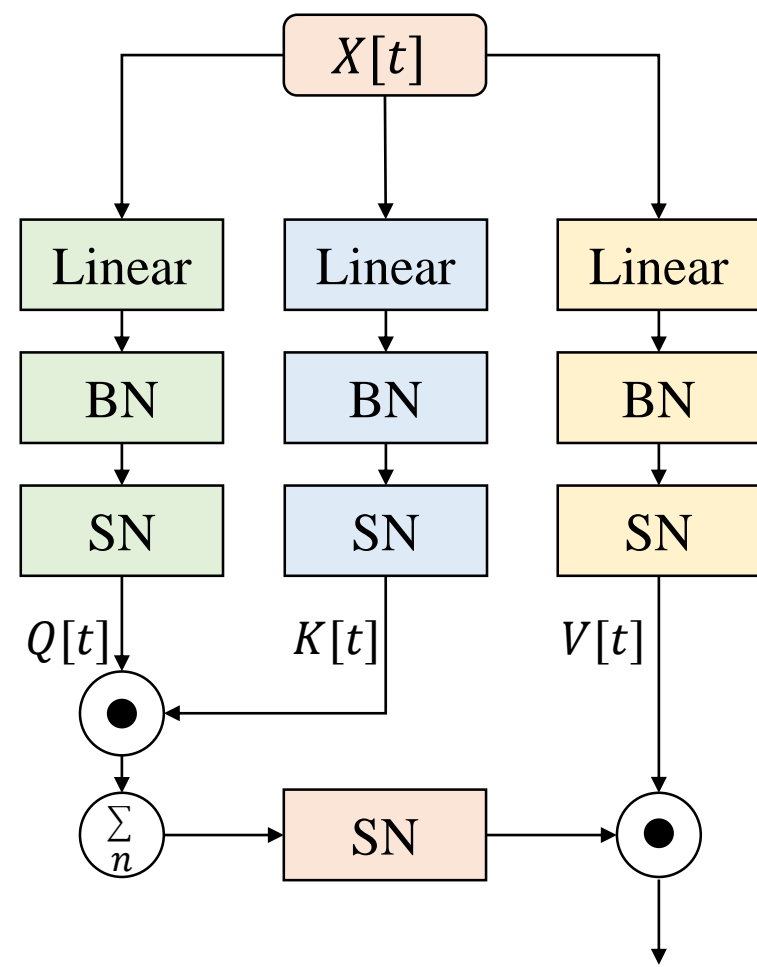 X[t]
Linear
Linear
Linear
BN
BN
BN
SN
SN
SN
Q[t]
K[t]
V[t]
∑
n
SN